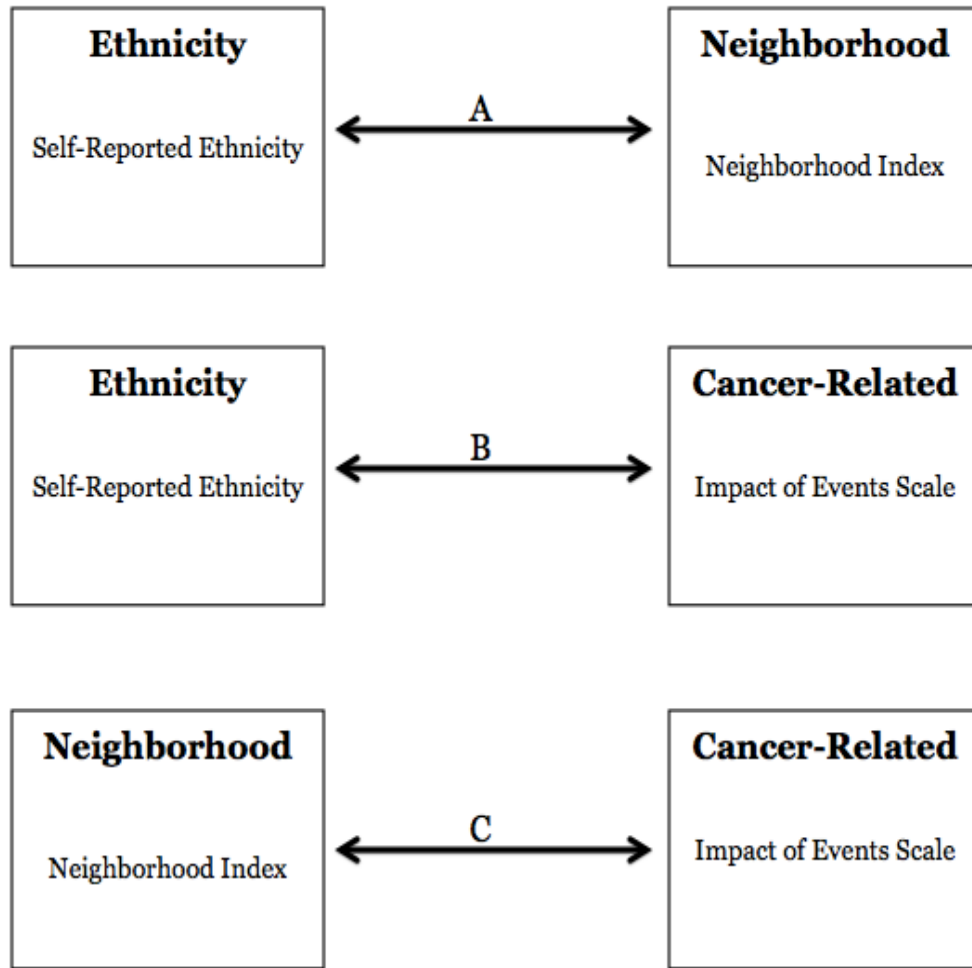 Ethnicity
Self-Reported Ethnicity
A
Neighborhood
Neighborhood Index
Ethnicity
Self-Reported Ethnicity
B
Cancer-Related
Impact of Events Scale
Neighborhood
Neighborhood Index
C
Cancer-Related
Impact of Events Scale